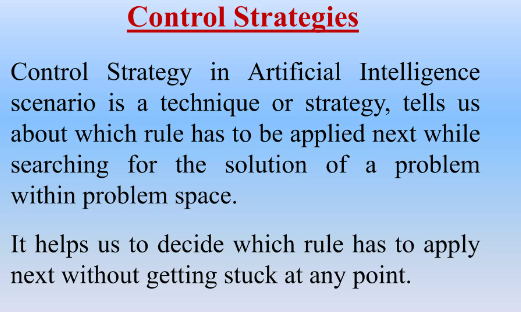 Control Strategies
Control Strategy in Artificial Intelligence
scenario is a technique or strategy, tells us
about which rule has to be applied next while
searching for the solution of a problem
within problem space.
It helps us to decide which rule has to apply
next without getting stuck at any point.